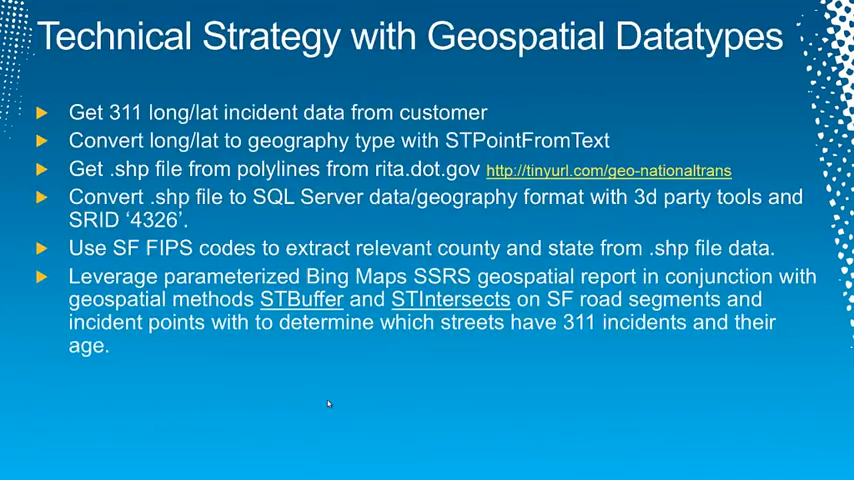 Technical Strategy with Geospatial Datatypes
Get 311 long/lat incident data from customer
Convert long/lat to geography type with STPointFromText
Get .shp file from polylines from rita.dot.gov http://tinyurl.com/geo-nationaltrans
Convert .shp file to SQL Server data/geography format with 3d party tools and
SRID ‘4326’.
Use SF FIPS codes to extract relevant county and state from .shp file data.
Leverage parameterized Bing Maps SSRS geospatial report in conjunction with
geospatial methods STBuffer and STIntersects on SF road segments and
incident points with to determine which streets have 311 incidents and their
age.